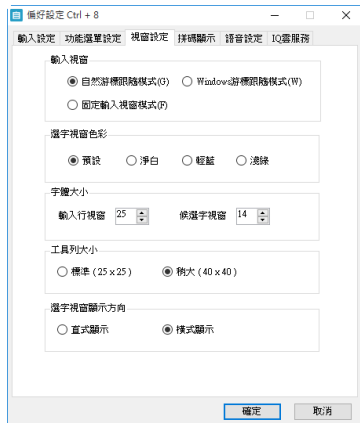 偏好設定 Ctrl + 8
輸入設定 功能選單設定 視窗設定 拼碼顯示 語音設定 IQ雲服務
輸入視窗
自然游標跟隨模式(G) Windows游標跟隨模式(W)
固定輸入視窗模式(F)
選字視窗色彩
預設 淨白 輕藍 淺綠
字體大小
輸入行視窗 25 候選字視窗 14
工具列大小
標準 (25 x 25) 稍大 (40 x 40)
選字視窗顯示方向
直式顯示 橫式顯示
確定 取消